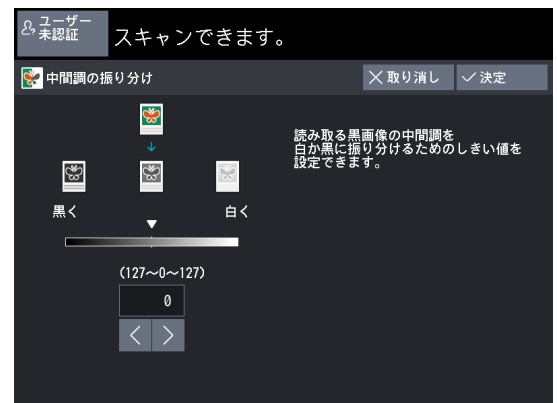 ユーザー
未認証
スキャンできます。
中間調の振り分け
取り消し
決定
読み取る黒画像の中間調を
白か黒に振り分けるためのしきい値を
設定できます。
黒く
白く
(127~0~127)
0